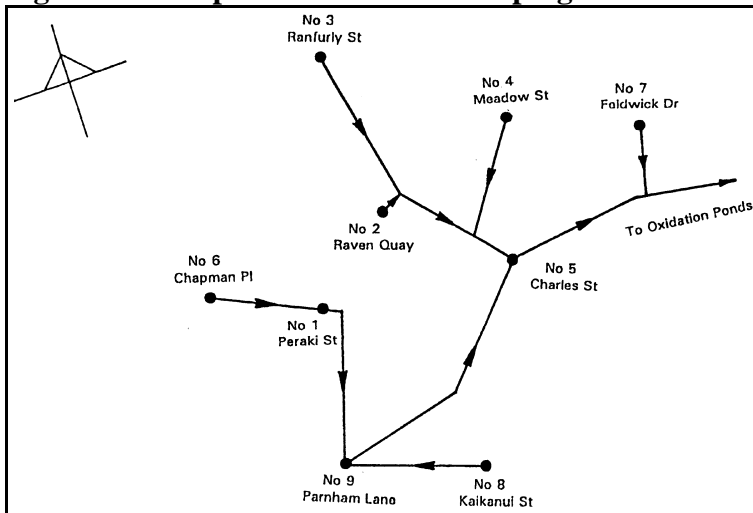 No 3
Ranfurly St
No 4
Meadow St
No 7
Feldwick Dr
No 2
Raven Quay
To Oxidation Ponds
No 6
Chapman Pl
No 5
Charles St
No 1
Peraki St
No 9
Parnham Lane
No 8
Kaikanui St